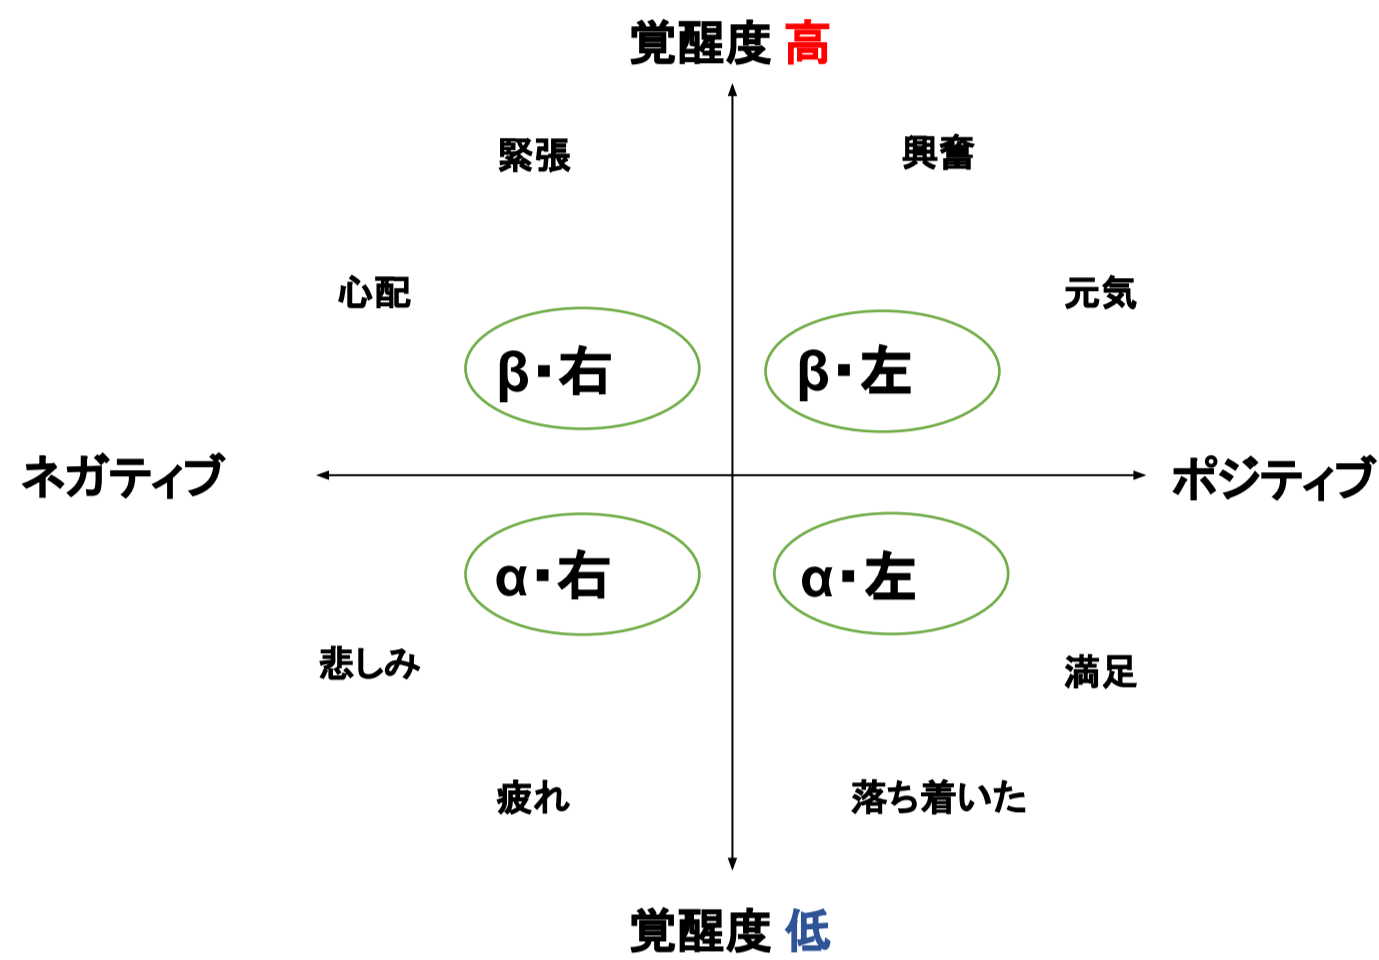 覚醒度 高
緊張
興奮
心配
元気
β・右
β・左
ネガティブ
ポジティブ
α・右
α・左
悲しみ
満足
疲れ
落ち着いた
覚醒度 低